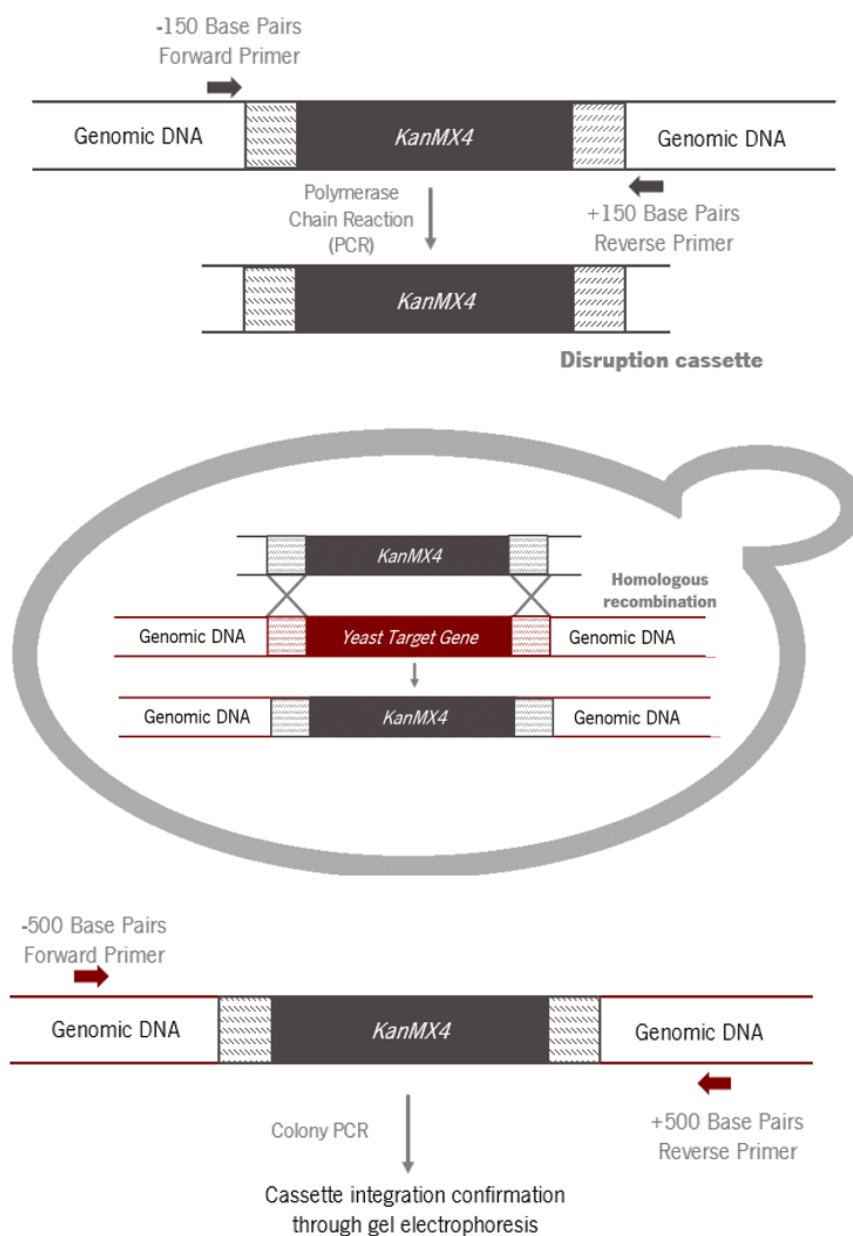 -150 Base Pairs
Forward Primer
Genomic DNA
KanMX4
Genomic DNA
Polymerase
Chain Reaction
(PCR)
+150 Base Pairs
Reverse Primer
KanMX4
Disruption cassette
KanMX4
Homologous
recombination
Genomic DNA
Yeast Target Gene
Genomic DNA
Genomic DNA
KanMX4
Genomic DNA
-500 Base Pairs
Forward Primer
Genomic DNA
KanMX4
Genomic DNA
Colony PCR
+500 Base Pairs
Reverse Primer
Cassette integration confirmation
through gel electrophoresis